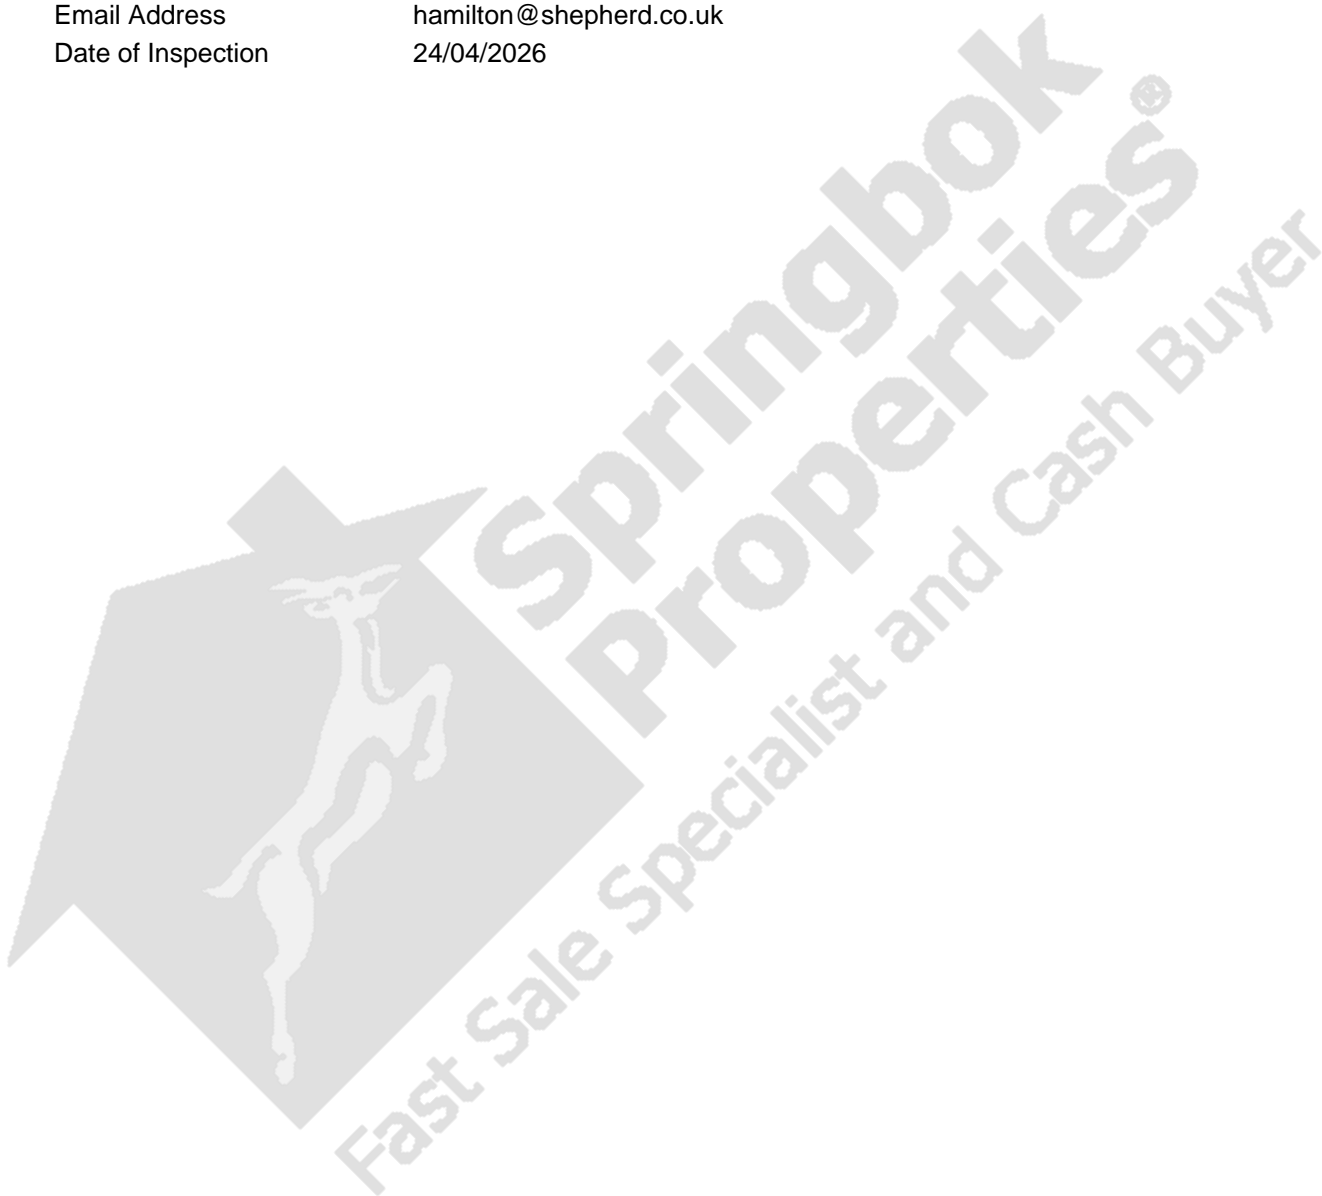 Email Address hamilton@shepherd.co.uk
Date of Inspection 24/04/2026
Springbok
Properties®
Fast Sale Specialist and Cash Buyer